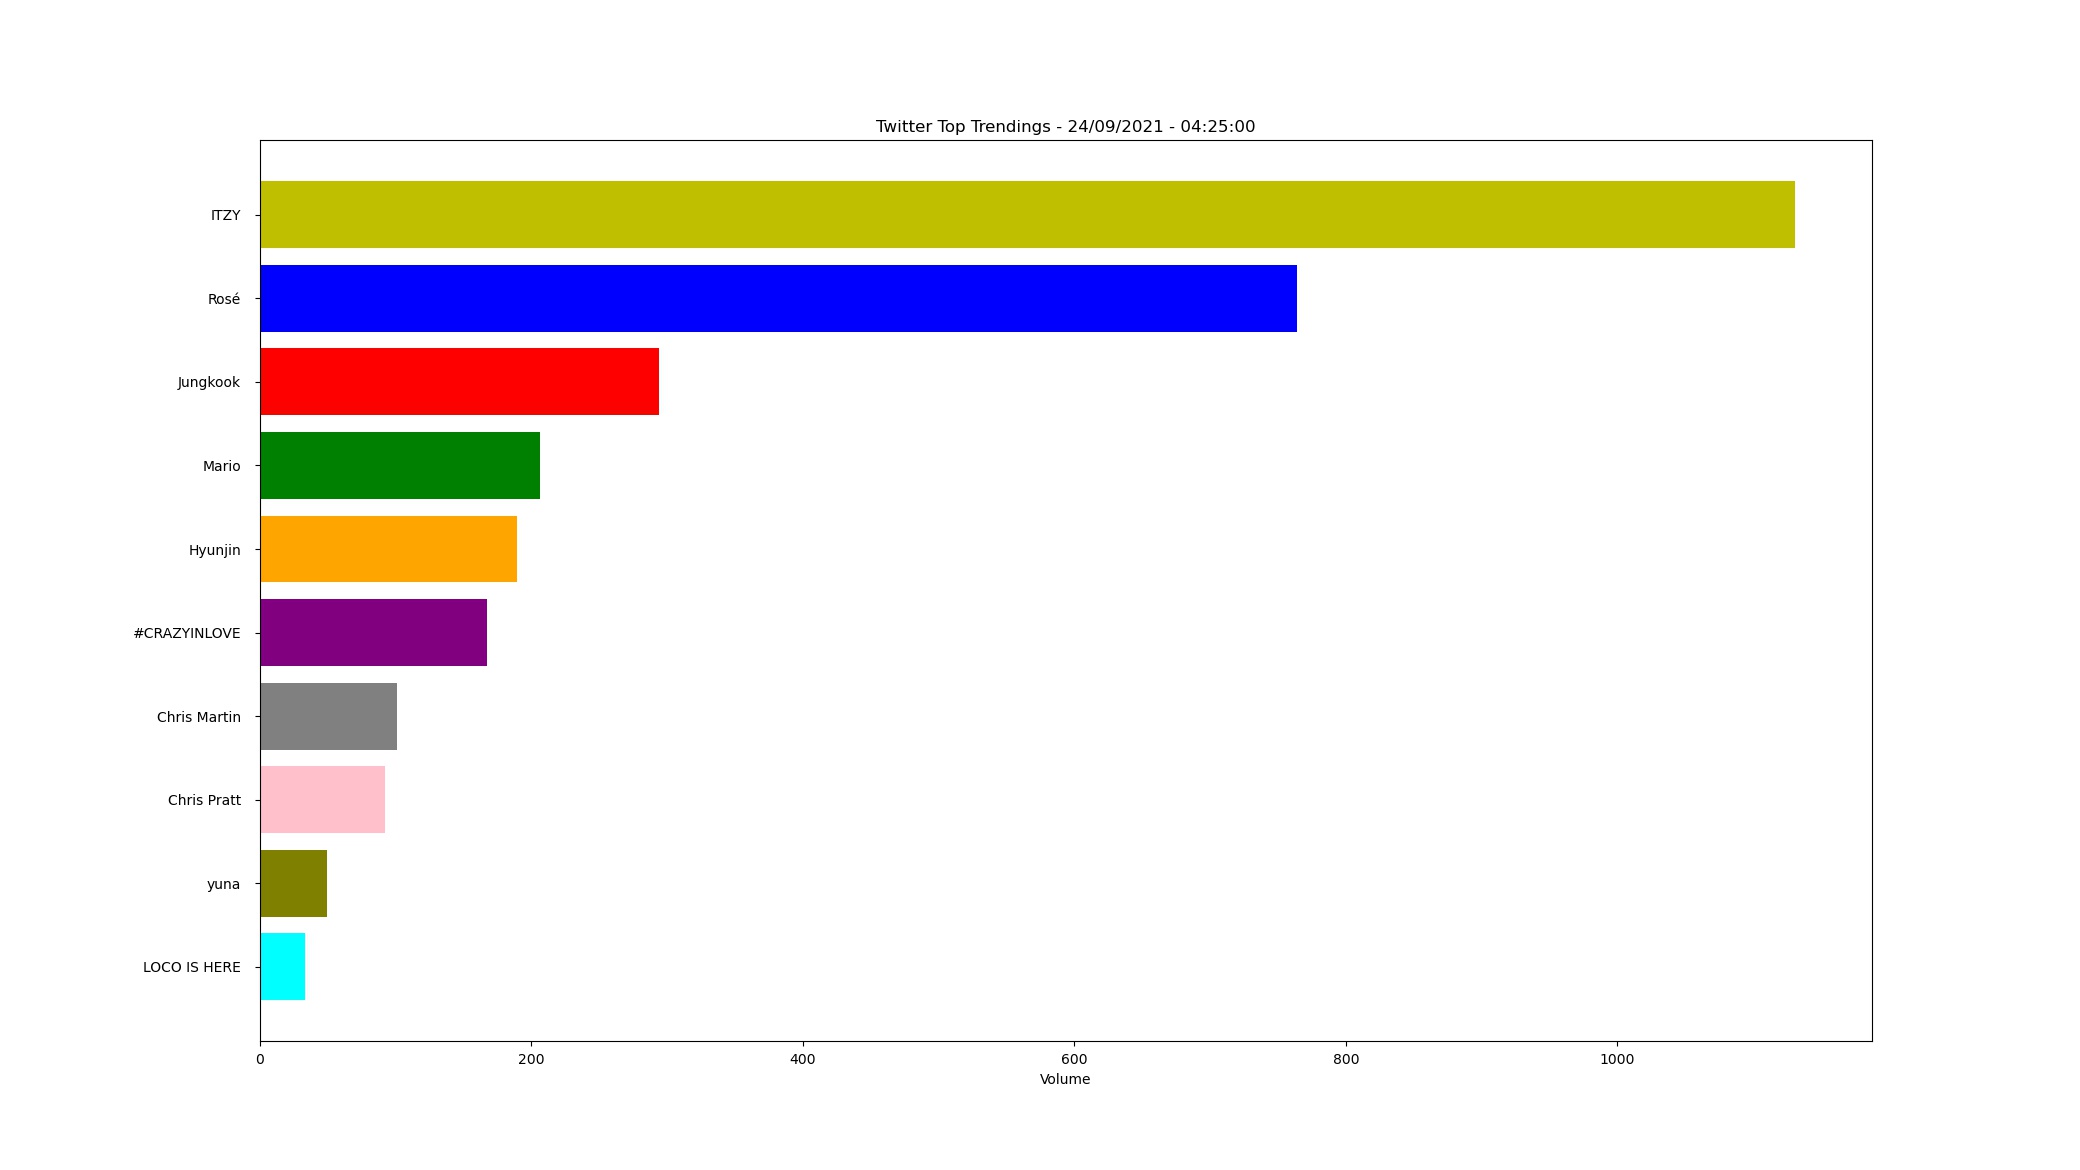 Twitter Top Trendings - 24/09/2021 - 04:25:00
ITZY
Rosé
Jungkook
Mario
Hyunjin
#CRAZYINLOVE
Chris Martin
Chris Pratt
yuna
LOCO IS HERE
0 200 400 600 800 1000
Volume